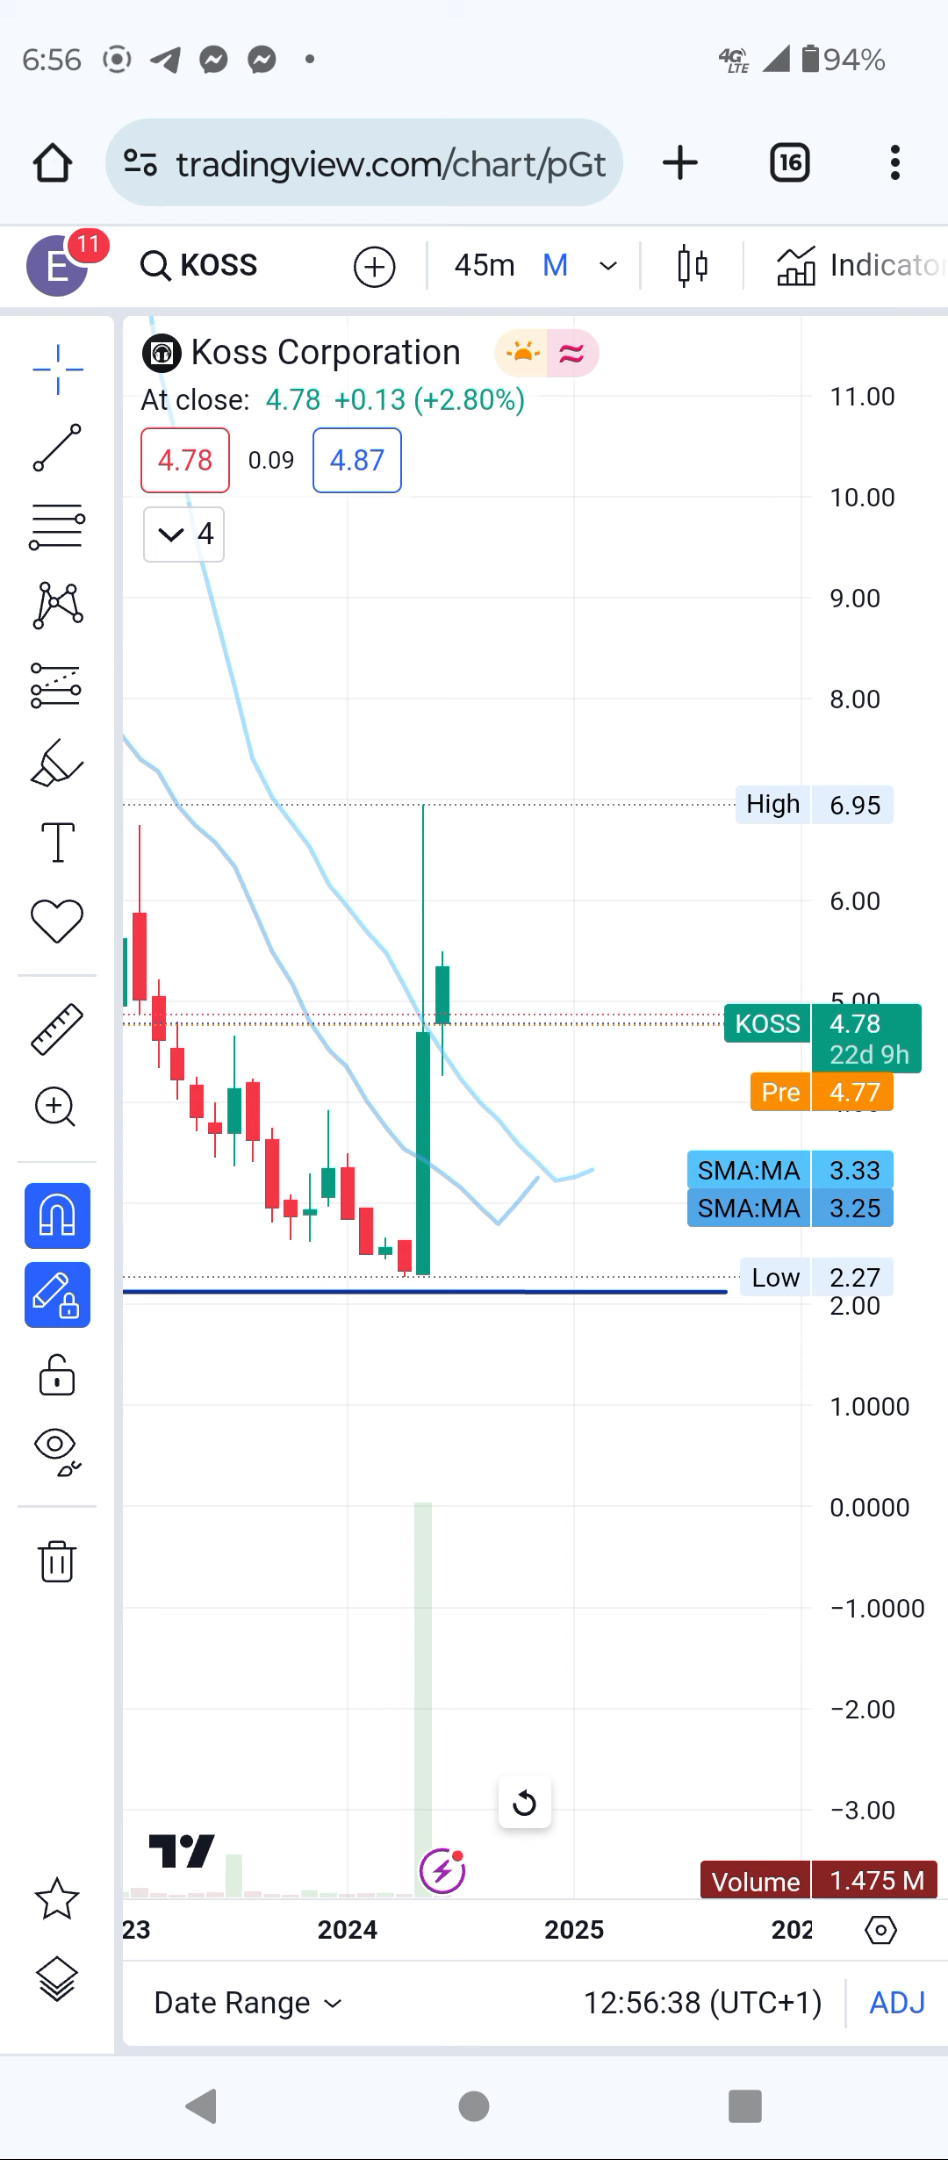 6:56
4G LTE 94%
tradingview.com/chart/pGt
16
E 11 KOSS 45m M Indicato
Koss Corporation
At close: 4.78 +0.13 (+2.80%)
4.78 0.09 4.87
4
11.00
10.00
9.00
8.00
High 6.95
6.00
5.00
KOSS 4.78
22d 9h
Pre 4.77
SMA:MA 3.33
SMA:MA 3.25
Low 2.27
2.00
1.0000
0.0000
−1.0000
−2.00
−3.00
Volume 1.475 M
23 2024 2025 202
Date Range 12:56:38 (UTC+1) ADJ